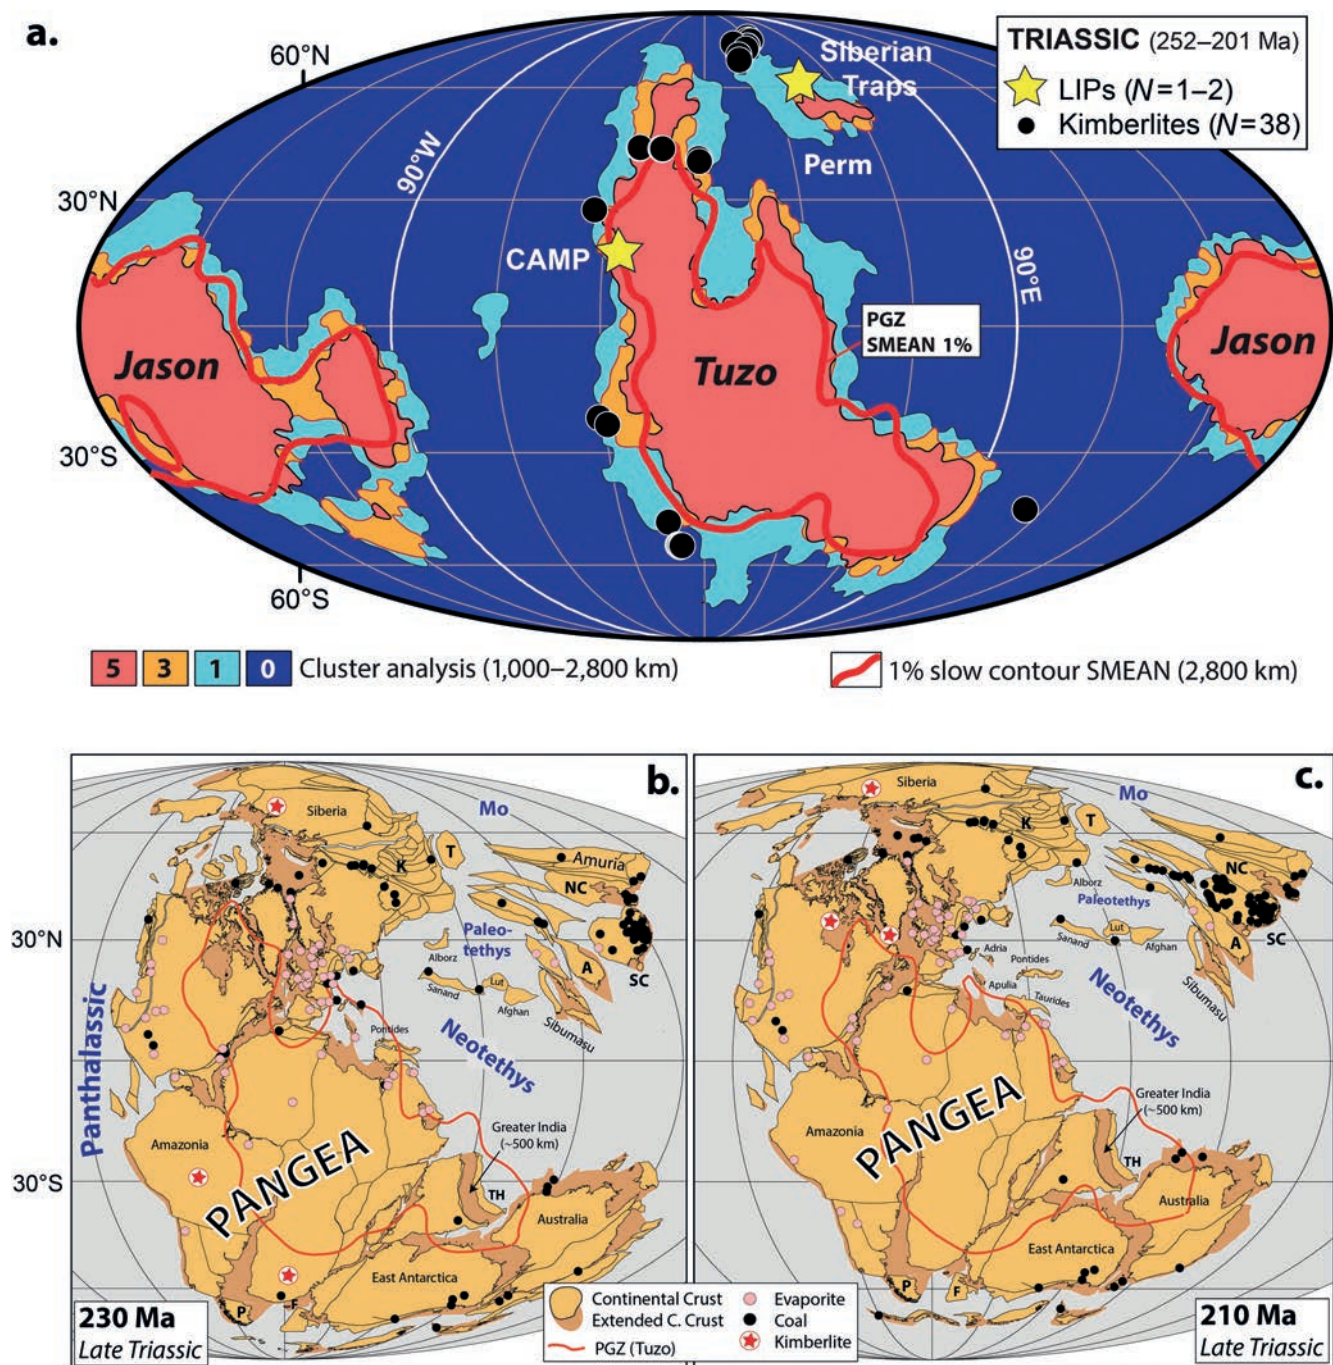 a.
60°N
TRIASSIC (252–201 Ma)
LIPs (N=1–2)
Kimberlites (N=38)
Siberian
Traps
Perm
90°W
30°N
CAMP
90°E
PGZ
SMEAN 1%
Jason
Tuzo
Jason
30°S
60°S
5 3 1 0 Cluster analysis (1,000–2,800 km)
1% slow contour SMEAN (2,800 km)
b.
Siberia
Mo
K
T
Amuria
NC
30°N
Paleo-
tethys
Alborz
Sanand
Lut
Afghan
A
SC
Sibumasu
Pontides
Neotethys
Panthalassic
Amazonia
PANGEA
Greater India
(~500 km)
TH
30°S
Australia
East Antarctica
P
F
230 Ma
Late Triassic
c.
Siberia
Mo
K
T
Amuria
NC
Alborz
Paleotethys
Sanand
Lut
Afghan
A
SC
Sibumasu
Adria
Pontides
Apulia
Taurides
Neotethys
Amazonia
PANGEA
Greater India
(~500 km)
TH
Australia
East Antarctica
P
F
210 Ma
Late Triassic
Continental Crust
Extended C. Crust
PGZ (Tuzo)
Evaporite
Coal
Kimberlite